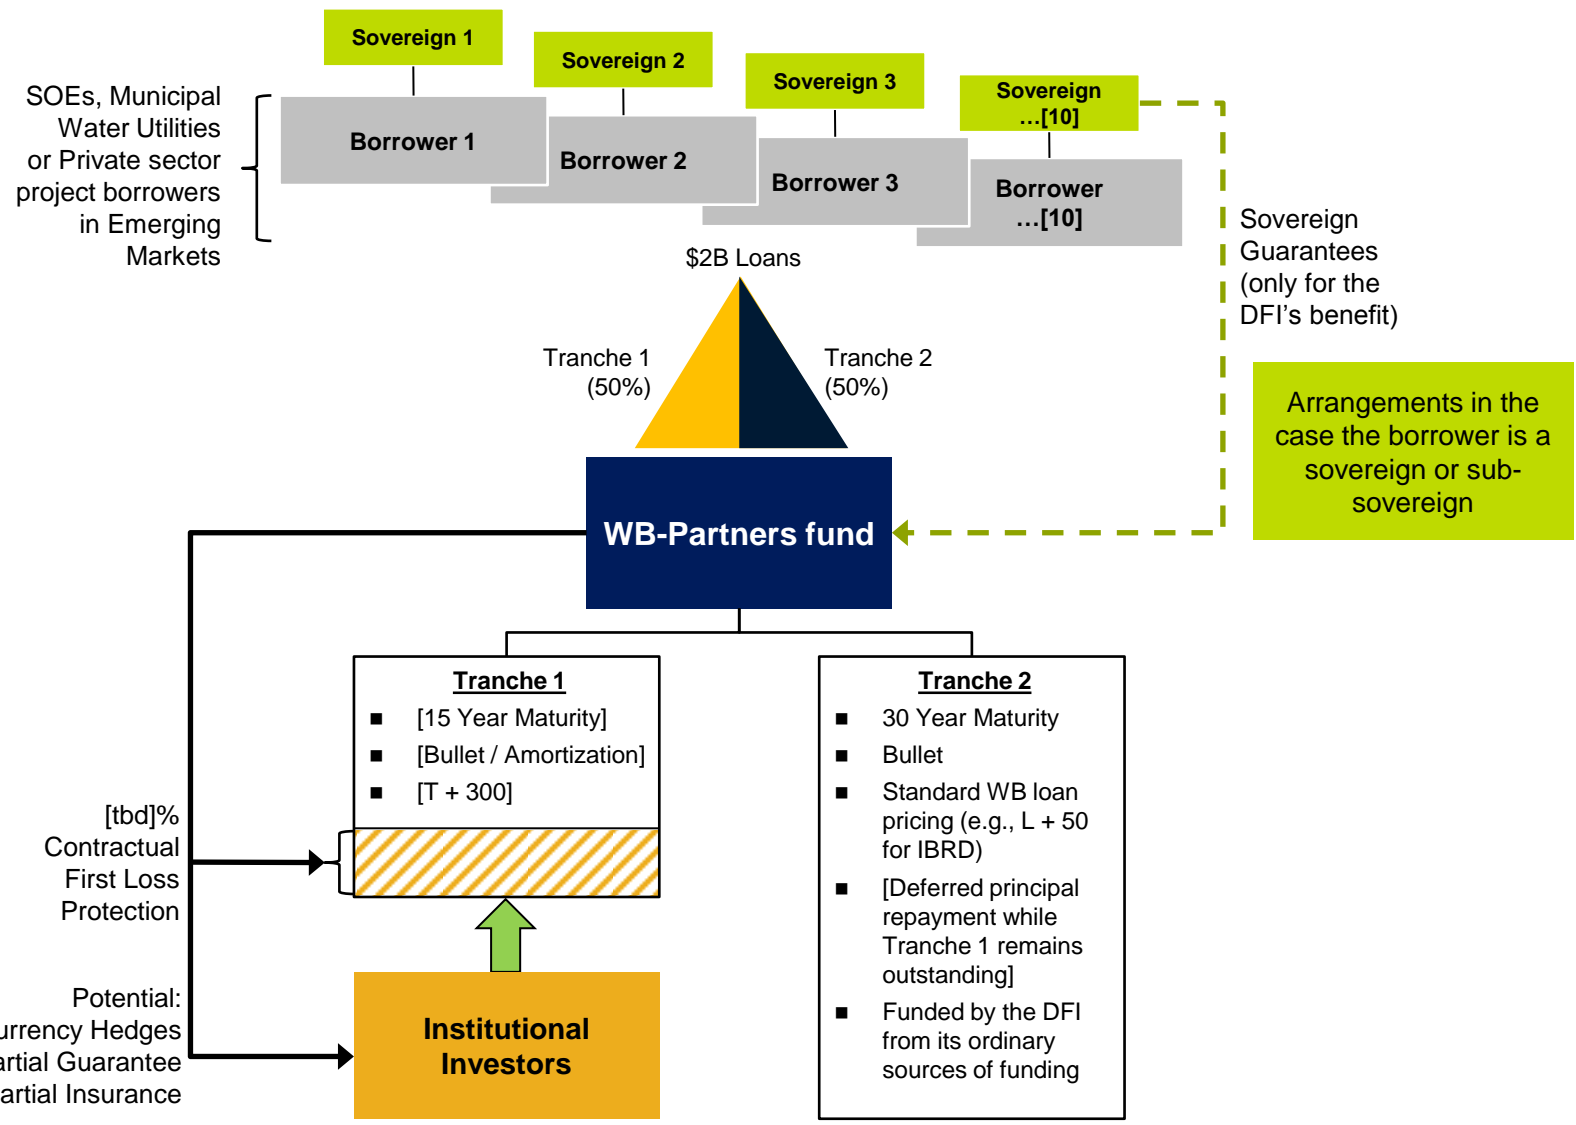 Sovereign 1
Sovereign 2
Sovereign 3
Sovereign
...[10]
SOEs, Municipal
Water Utilities
or Private sector
project borrowers
in Emerging
Markets
Borrower 1
Borrower 2
Borrower 3
Borrower
...[10]
Sovereign
Guarantees
(only for the
DFI's benefit)
$2B Loans
Tranche 1
(50%)
Tranche 2
(50%)
Arrangements in the
case the borrower is a
sovereign or sub-
sovereign
WB-Partners fund
Tranche 1
■ [15 Year Maturity]
■ [Bullet / Amortization]
■ [T + 300]
Tranche 2
■ 30 Year Maturity
■ Bullet
■ Standard WB loan
pricing (e.g., L + 50
for IBRD)
■ [Deferred principal
repayment while
Tranche 1 remains
outstanding]
■ Funded by the DFI
from its ordinary
sources of funding
[tbd]%
Contractual
First Loss
Protection
Potential:
urrency Hedges
artial Guarantee
artial Insurance
Institutional
Investors